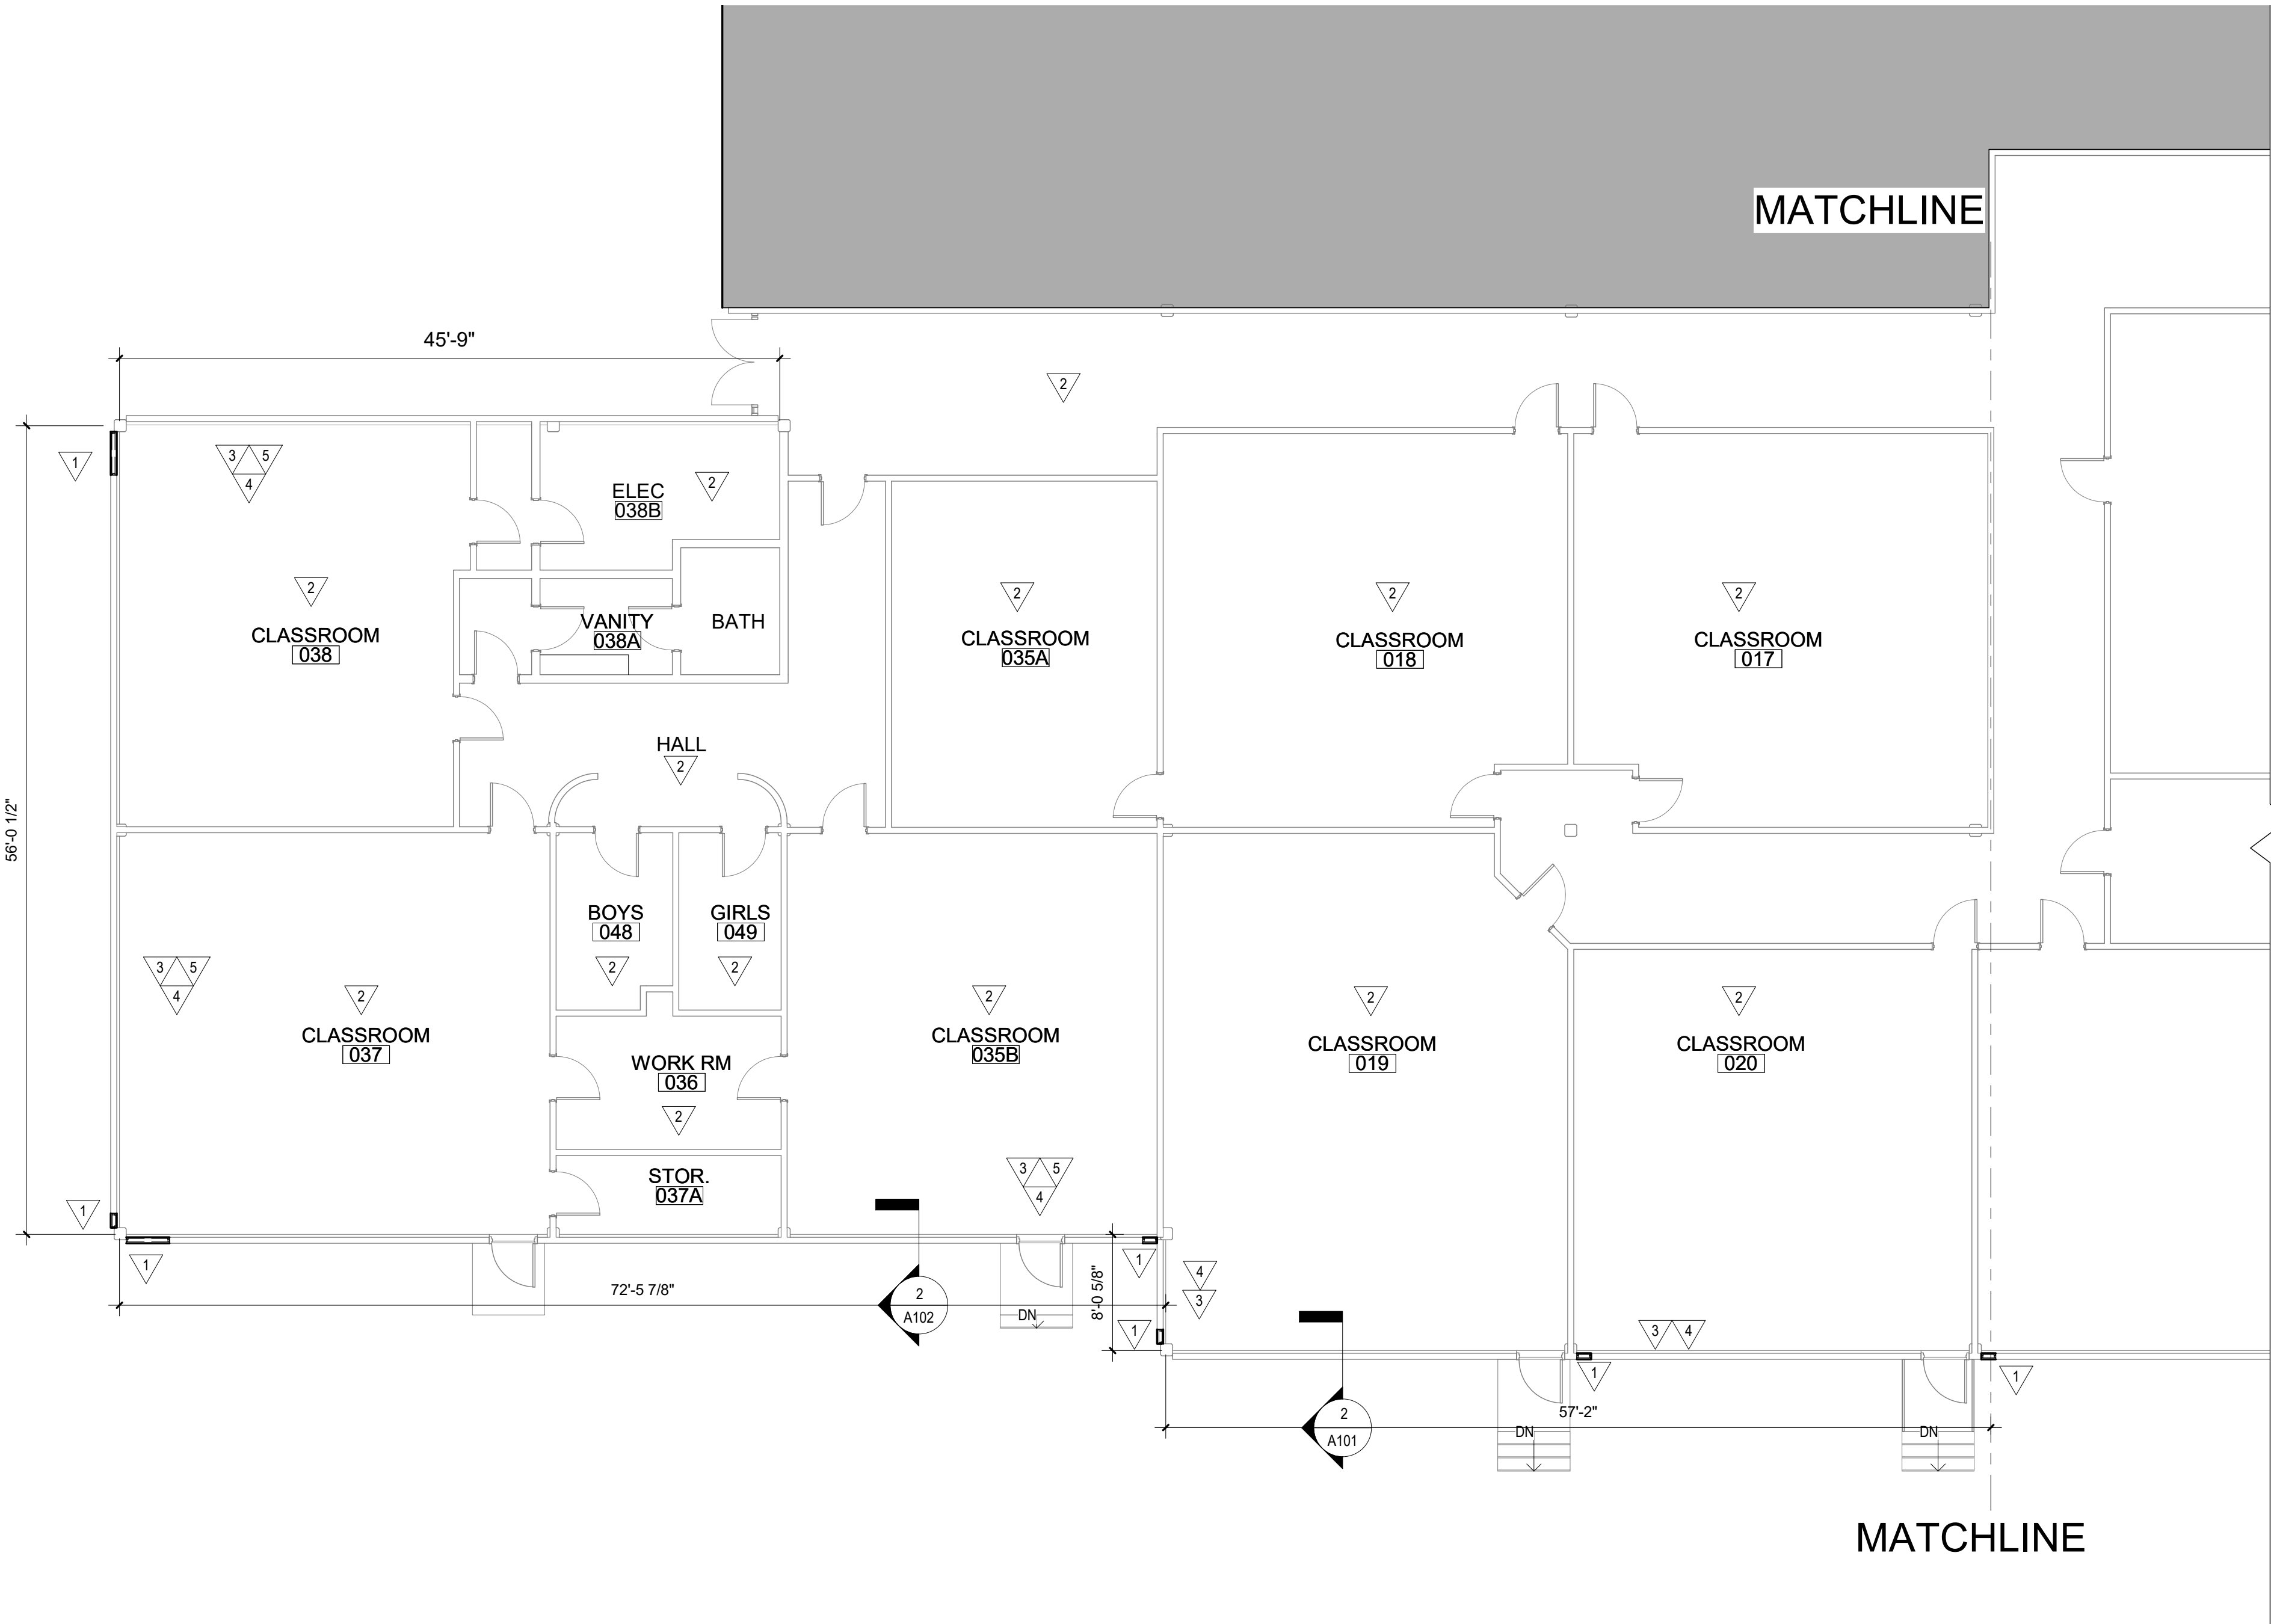 MATCHLINE
45'-9"
2
1
3 5
4
ELEC
038B
2
2
CLASSROOM
038
VANITY
038A
BATH
2
CLASSROOM
035A
2
CLASSROOM
018
2
CLASSROOM
017
HALL
2
56'-0 1/2"
BOYS
048
2
GIRLS
049
2
3 5
4
2
CLASSROOM
037
2
CLASSROOM
035B
2
CLASSROOM
019
2
CLASSROOM
020
WORK RM
036
2
STOR.
037A
3 5
4
1
1
72'-5 7/8"
2
A102
DN
1
8'-0 5/8"
1
4
3
2
A101
3 4
1
1
57'-2"
DN
DN
MATCHLINE